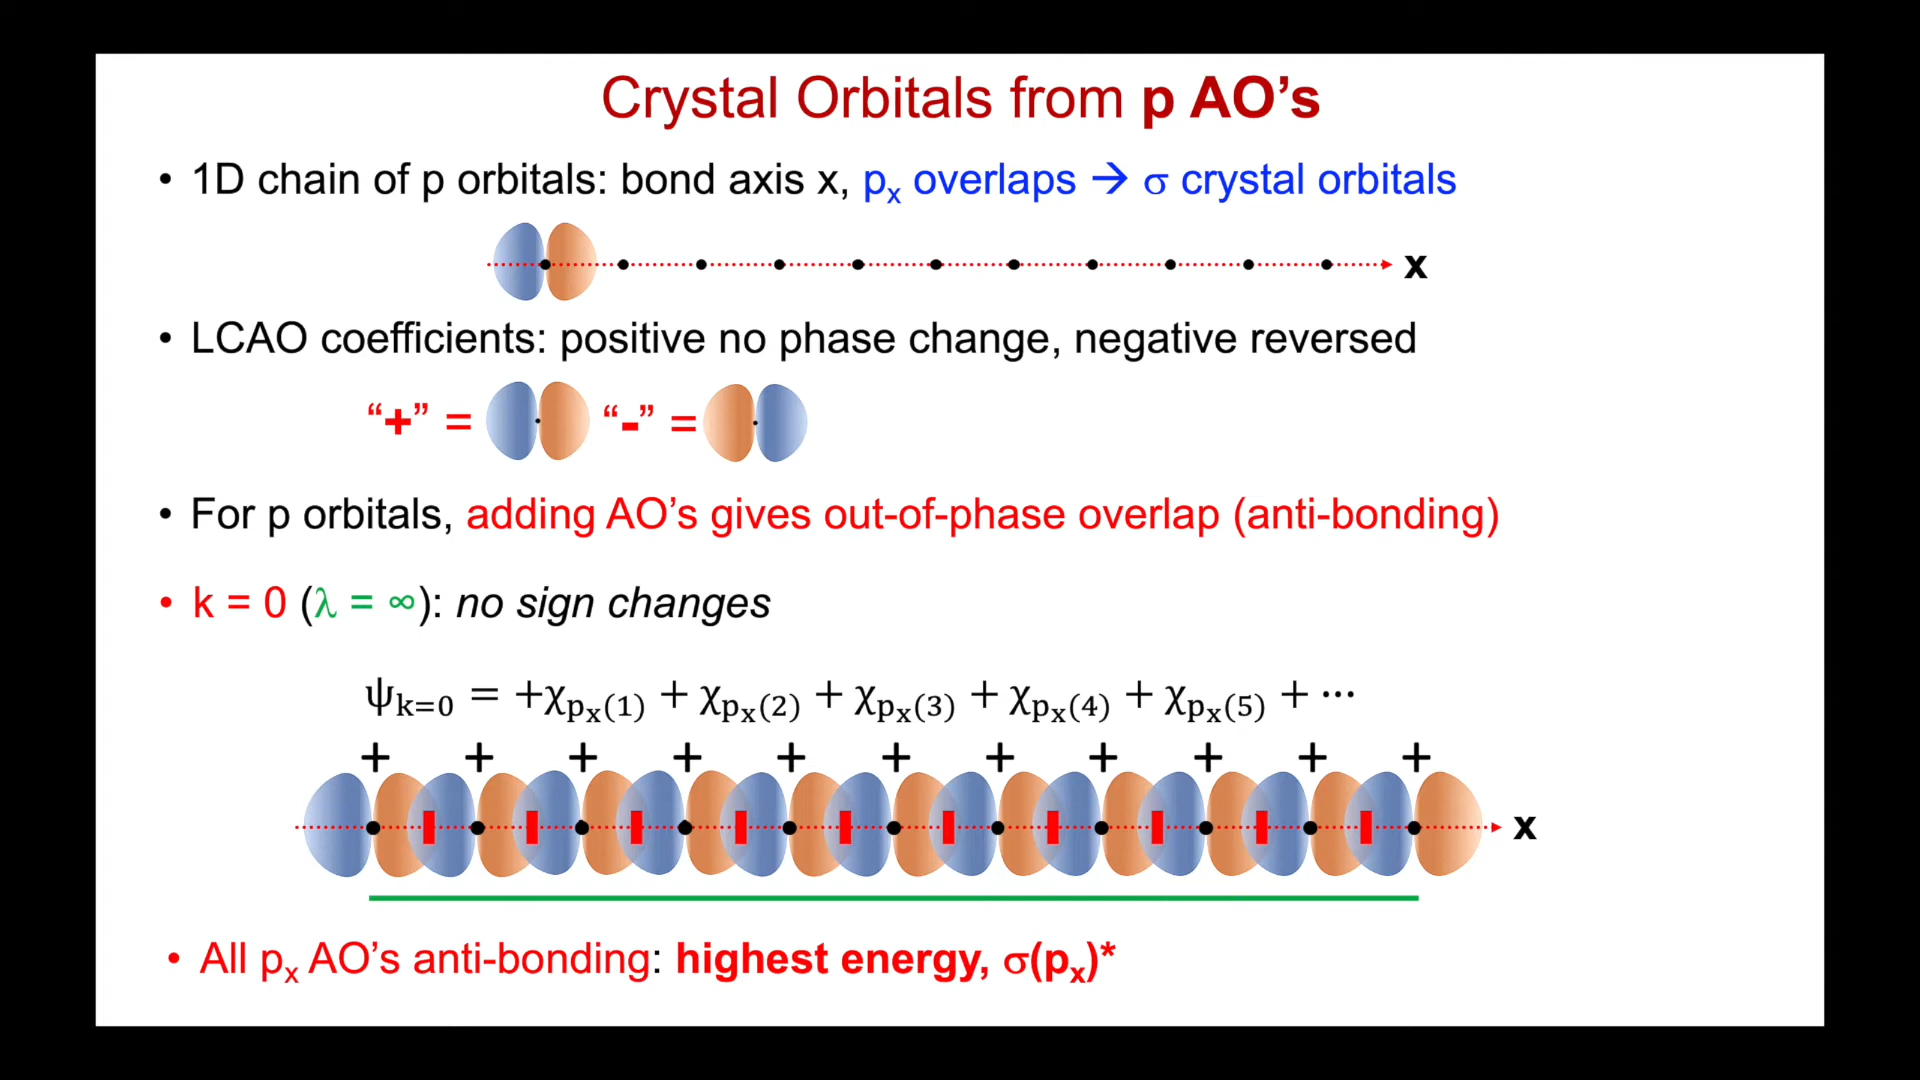 Crystal Orbitals from p AO’s
• 1D chain of p orbitals: bond axis x, pₓ overlaps → σ crystal orbitals
x
• LCAO coefficients: positive no phase change, negative reversed
“+” = “-” =
• For p orbitals, adding AO’s gives out-of-phase overlap (anti-bonding)
• k = 0 (λ = ∞): no sign changes
ψₖ₌₀ = +χₚₓ₍₁₎ + χₚₓ₍₂₎ + χₚₓ₍₃₎ + χₚₓ₍₄₎ + χₚₓ₍₅₎ + ···
+ + + + + + + + + + +
x
• All pₓ AO’s anti-bonding: highest energy, σ(pₓ)*